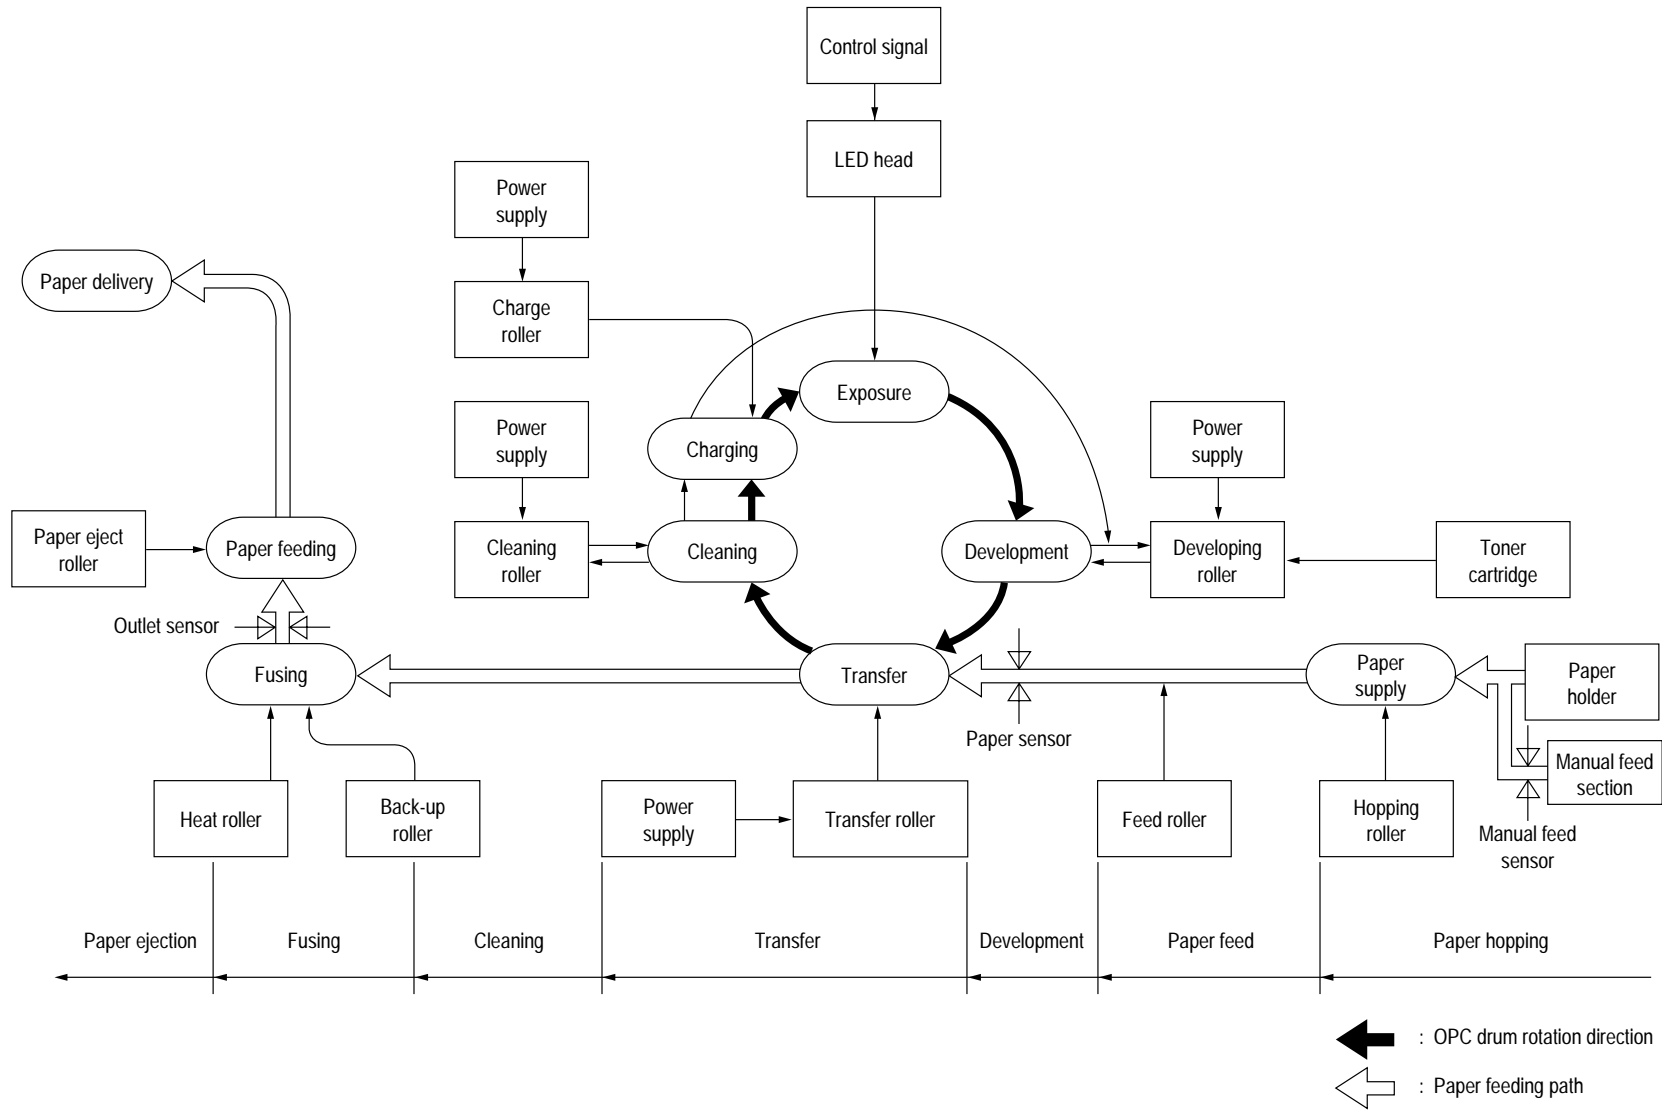 Control signal
LED head
Power
supply
Charge
roller
Paper delivery
Exposure
Charging
Power
supply
Power
supply
Paper eject
roller
Paper feeding
Cleaning
roller
Cleaning
Development
Developing
roller
Toner
cartridge
Outlet sensor
Fusing
Transfer
Paper
supply
Paper
holder
Paper sensor
Manual feed
section
Heat roller
Back-up
roller
Power
supply
Transfer roller
Feed roller
Hopping
roller
Manual feed
sensor
Paper ejection
Fusing
Cleaning
Transfer
Development
Paper feed
Paper hopping
: OPC drum rotation direction
: Paper feeding path